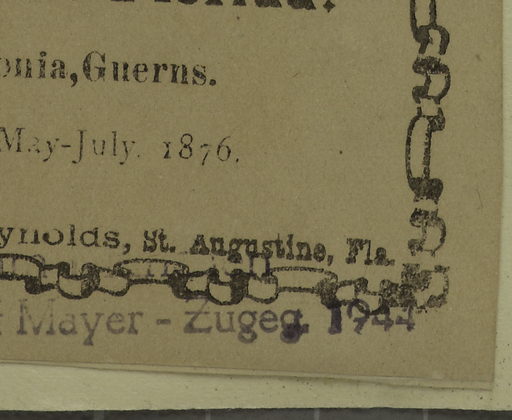 onia, Guerns.
May-July. 1876.
ynolds, St. Augustine, Fla.
Mayer - Zugeg. 1944